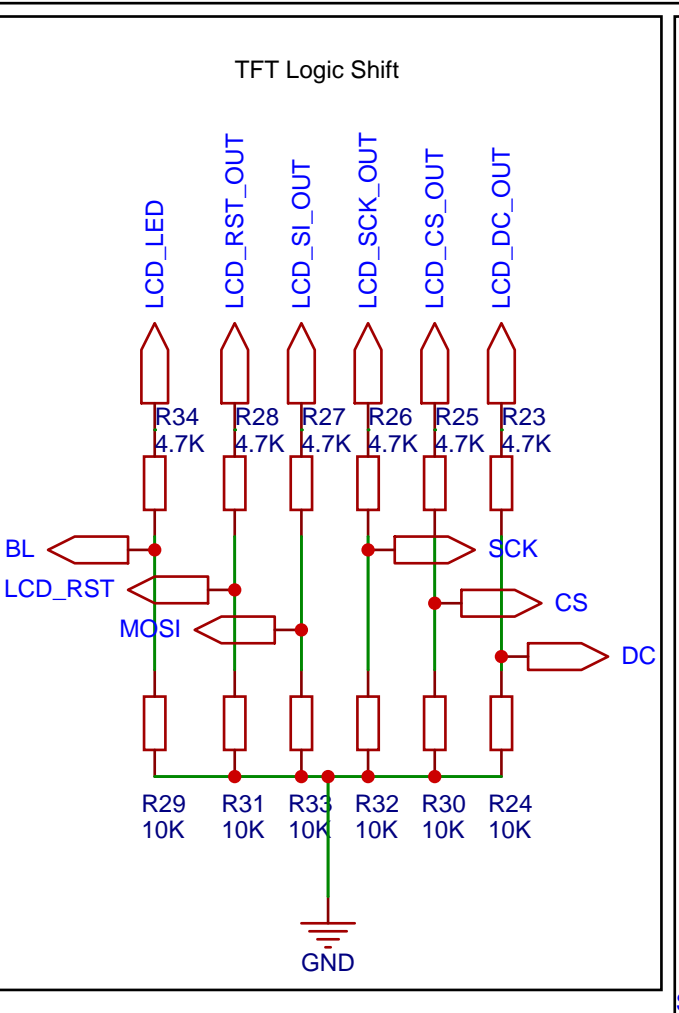 TFT Logic Shift
LCD_LED
LCD_RST_OUT
LCD_SI_OUT
LCD_SCK_OUT
LCD_CS_OUT
LCD_DC_OUT
R34 R28 R27 R26 R25 R23
4.7K 4.7K 4.7K 4.7K 4.7K 4.7K
BL
SCK
LCD_RST
CS
MOSI
DC
R29 R31 R33 R32 R30 R24
10K 10K 10K 10K 10K 10K
GND